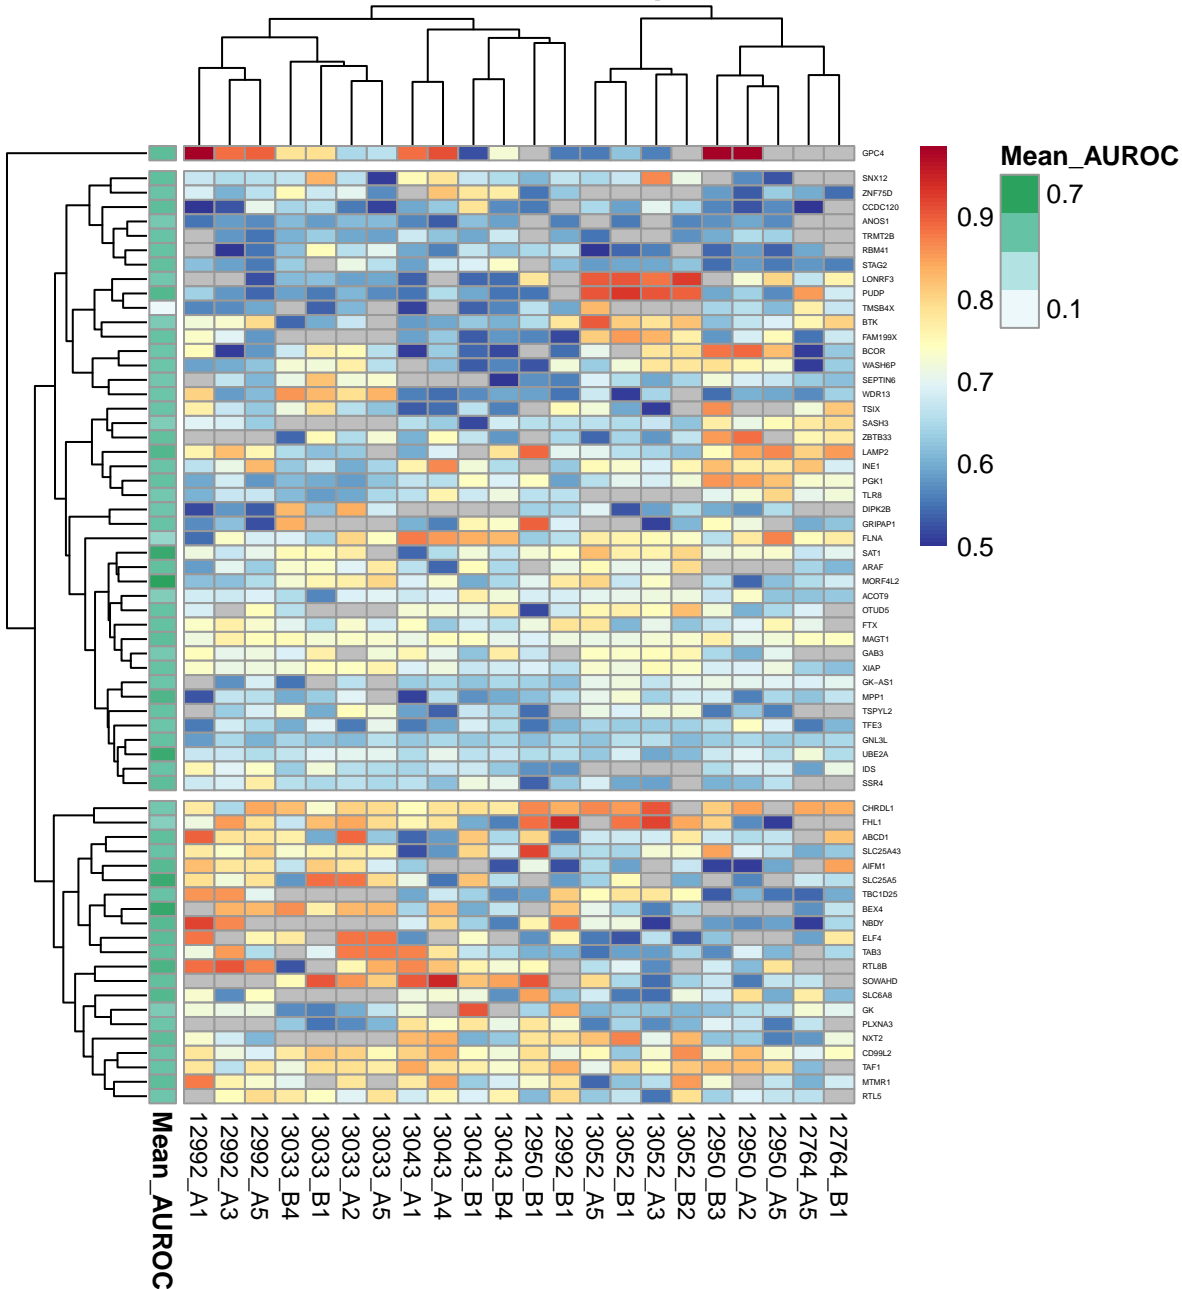 GPC4
SNX12
ZNF75D
CCDC120
ANOS1
TRMT2B
RBM41
STAG2
LONRF3
PUDP
TMSB4X
BTK
FAM199X
BCOR
WASH6P
SEPTIN6
WDR13
TSIX
SASH3
ZBTB33
LAMP2
INE1
PGK1
TLR8
DIPK2B
GRIPAP1
FLNA
SAT1
ARAF
MORF4L2
ACOT9
OTUD5
FTX
MAGT1
GAB3
XIAP
GK−AS1
MPP1
TSPYL2
TFE3
GNL3L
UBE2A
IDS
SSR4
CHRDL1
FHL1
ABCD1
SLC25A43
AIFM1
SLC25A5
TBC1D25
BEX4
NBDY
ELF4
TAB3
RTL8B
SOWAHD
SLC6A8
GK
PLXNA3
NXT2
CD99L2
TAF1
MTMR1
RTL5
0.9
0.8
0.7
0.6
0.5
Mean_AUROC
0.7
0.1
Mean_AUROC
12992_A1
12992_A3
12992_A5
13033_B4
13033_B1
13033_A2
13033_A5
13043_A1
13043_A4
13043_B1
13043_B4
12950_B1
12992_B1
13052_A5
13052_B1
13052_A3
13052_B2
12950_B3
12950_A2
12950_A5
12764_A5
12764_B1